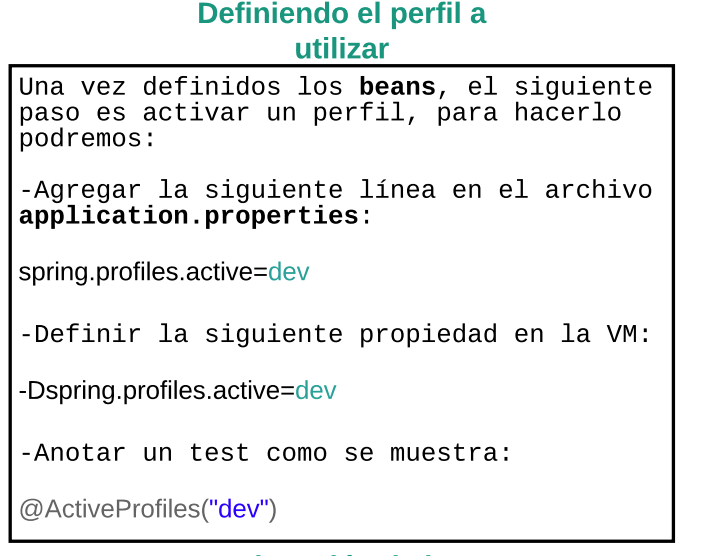 Definiendo el perfil a
utilizar
Una vez definidos los beans, el siguiente
paso es activar un perfil, para hacerlo
podremos:
-Agregar la siguiente línea en el archivo
application.properties:
spring.profiles.active=dev
-Definir la siguiente propiedad en la VM:
-Dspring.profiles.active=dev
-Anotar un test como se muestra:
@ActiveProfiles("dev")